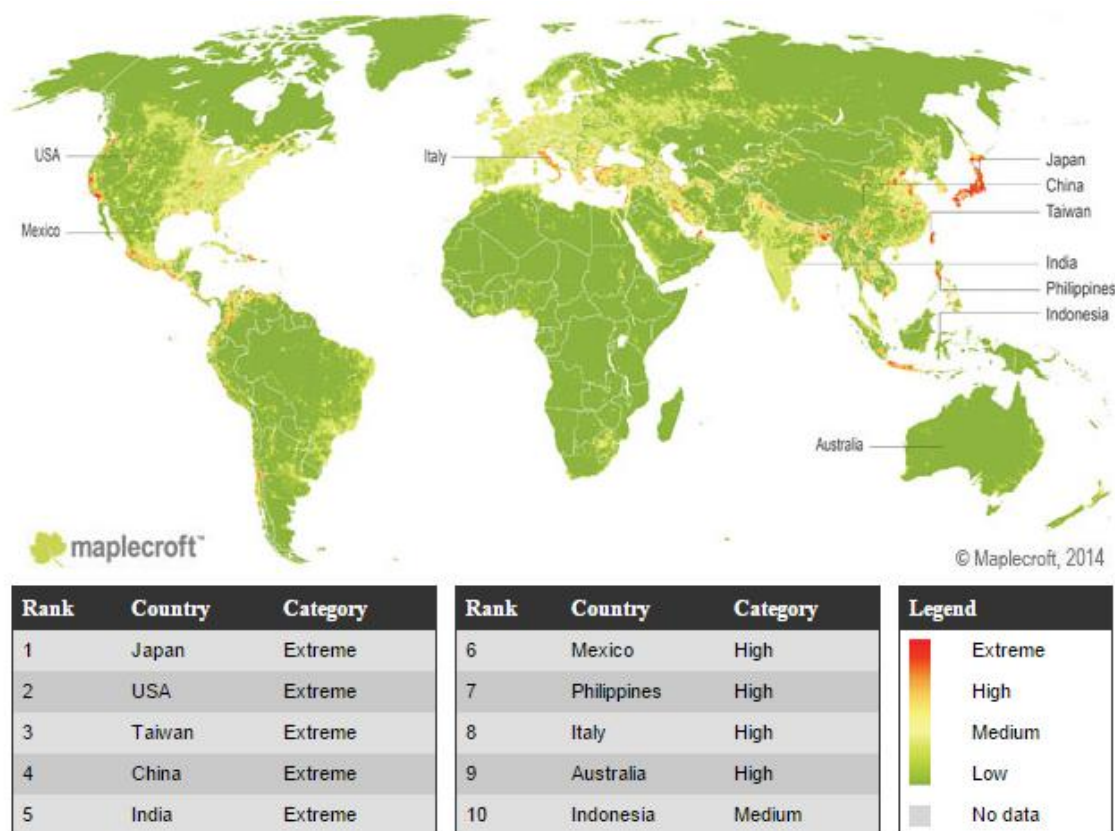 USA
Italy
Japan
China
Taiwan
Mexico
India
Philippines
Indonesia
Australia
maplecroft™
© Maplecroft, 2014
Rank Country Category
1 Japan Extreme
2 USA Extreme
3 Taiwan Extreme
4 China Extreme
5 India Extreme
Rank Country Category
6 Mexico High
7 Philippines High
8 Italy High
9 Australia High
10 Indonesia Medium
Legend
Extreme
High
Medium
Low
No data